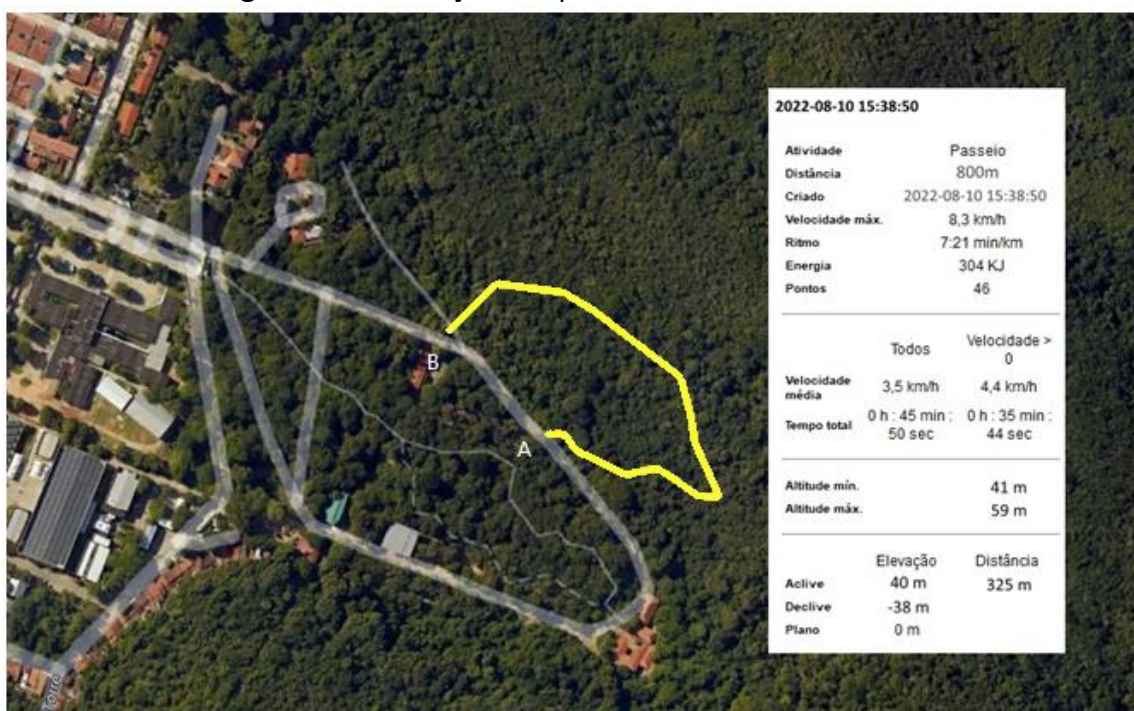 2022-08-10 15:38:50
Atividade Passeio
Distância 800m
Criado 2022-08-10 15:38:50
Velocidade máx. 8,3 km/h
Ritmo 7:21 min/km
Energia 304 KJ
Pontos 46
Todos Velocidade > 0
Velocidade média 3,5 km/h 4,4 km/h
Tempo total 0 h : 45 min : 50 sec 0 h : 35 min : 44 sec
Altitude mín. 41 m
Altitude máx. 59 m
Elevação Distância
Aclive 40 m 325 m
Declive -38 m
Plano 0 m
B
A
Torre